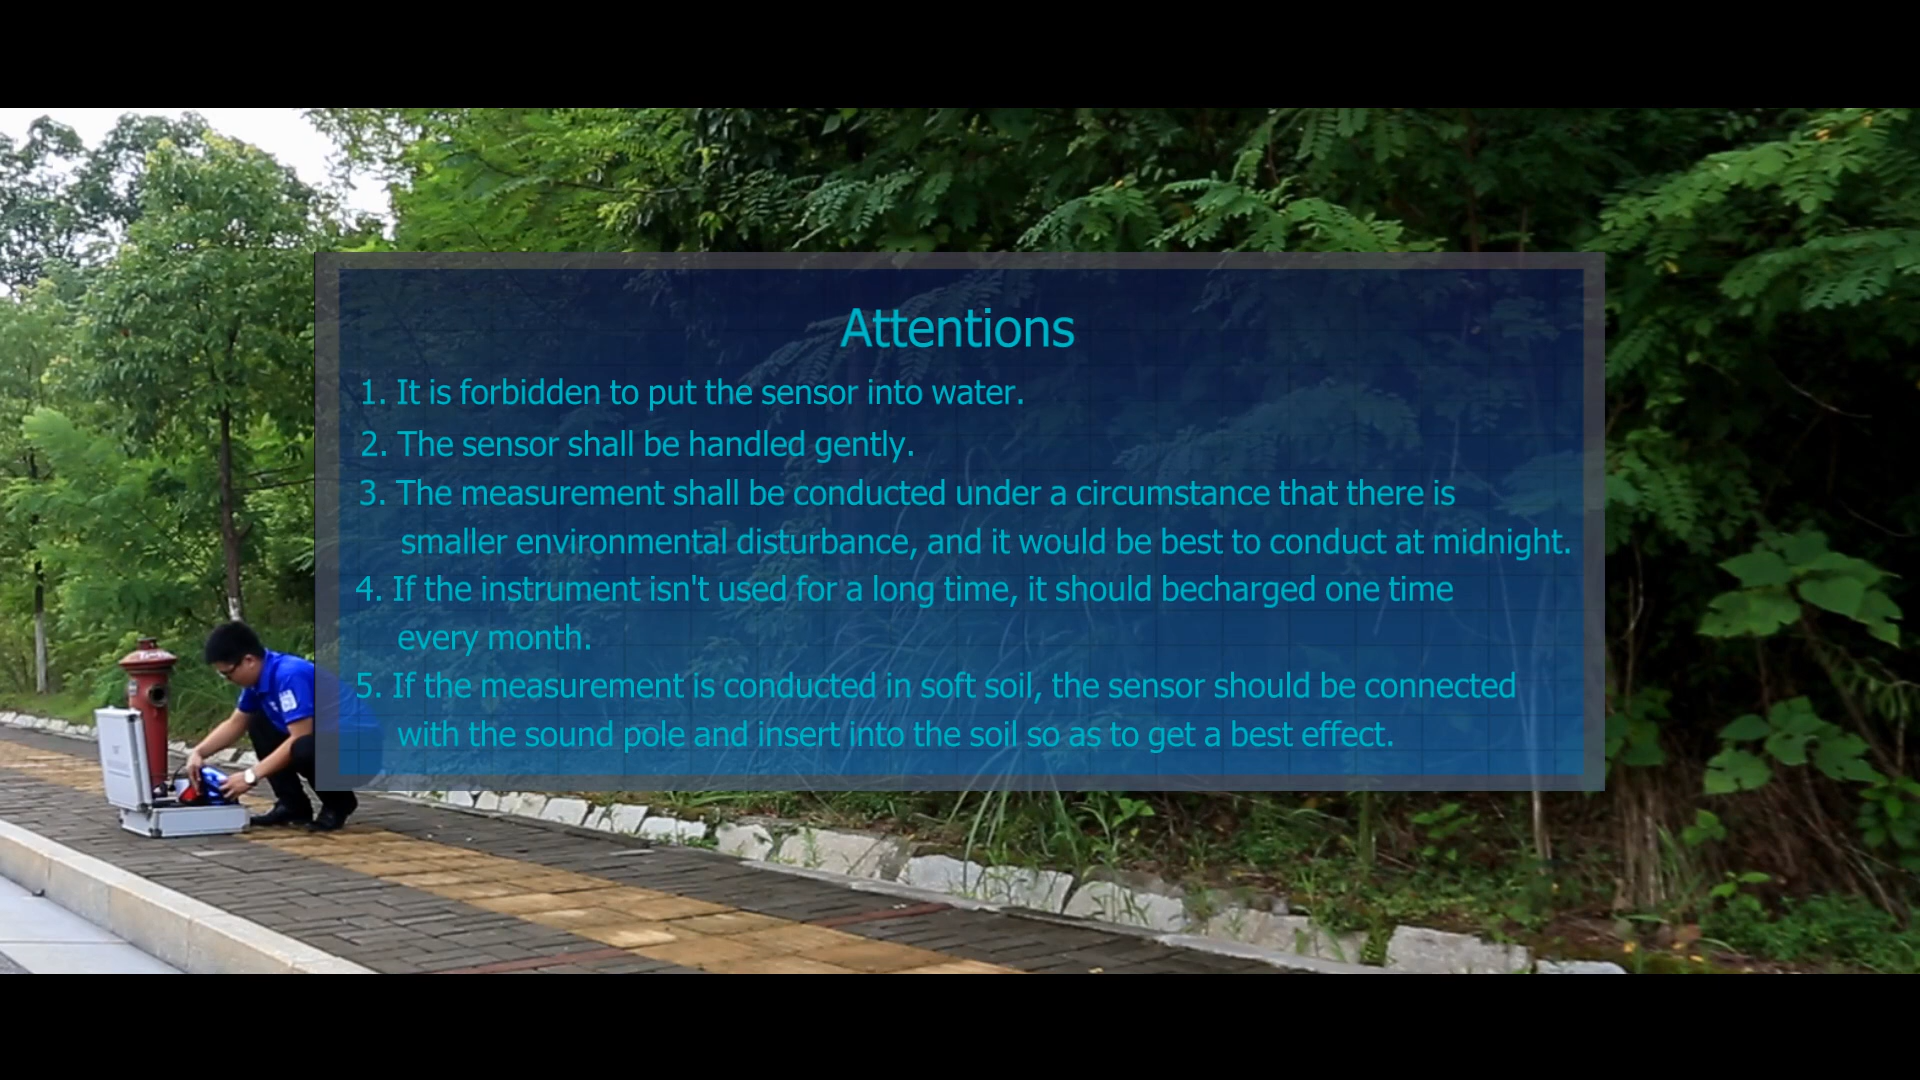 Attentions
1. It is forbidden to put the sensor into water.
2. The sensor shall be handled gently.
3. The measurement shall be conducted under a circumstance that there is
smaller environmental disturbance, and it would be best to conduct at midnight.
4. If the instrument isn't used for a long time, it should becharged one time
every month.
5. If the measurement is conducted in soft soil, the sensor should be connected
with the sound pole and insert into the soil so as to get a best effect.